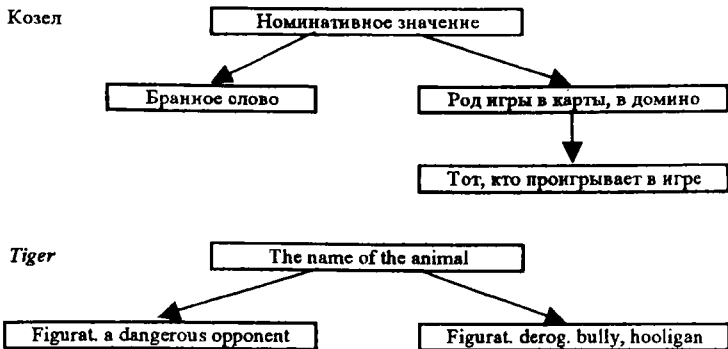 Козел
Номинативное значение
Бранное слово
Род игры в карты, в домино
Тот, кто проигрывает в игре
Tiger
The name of the animal
Figurat. a dangerous opponent
Figurat. derog. bully, hooligan